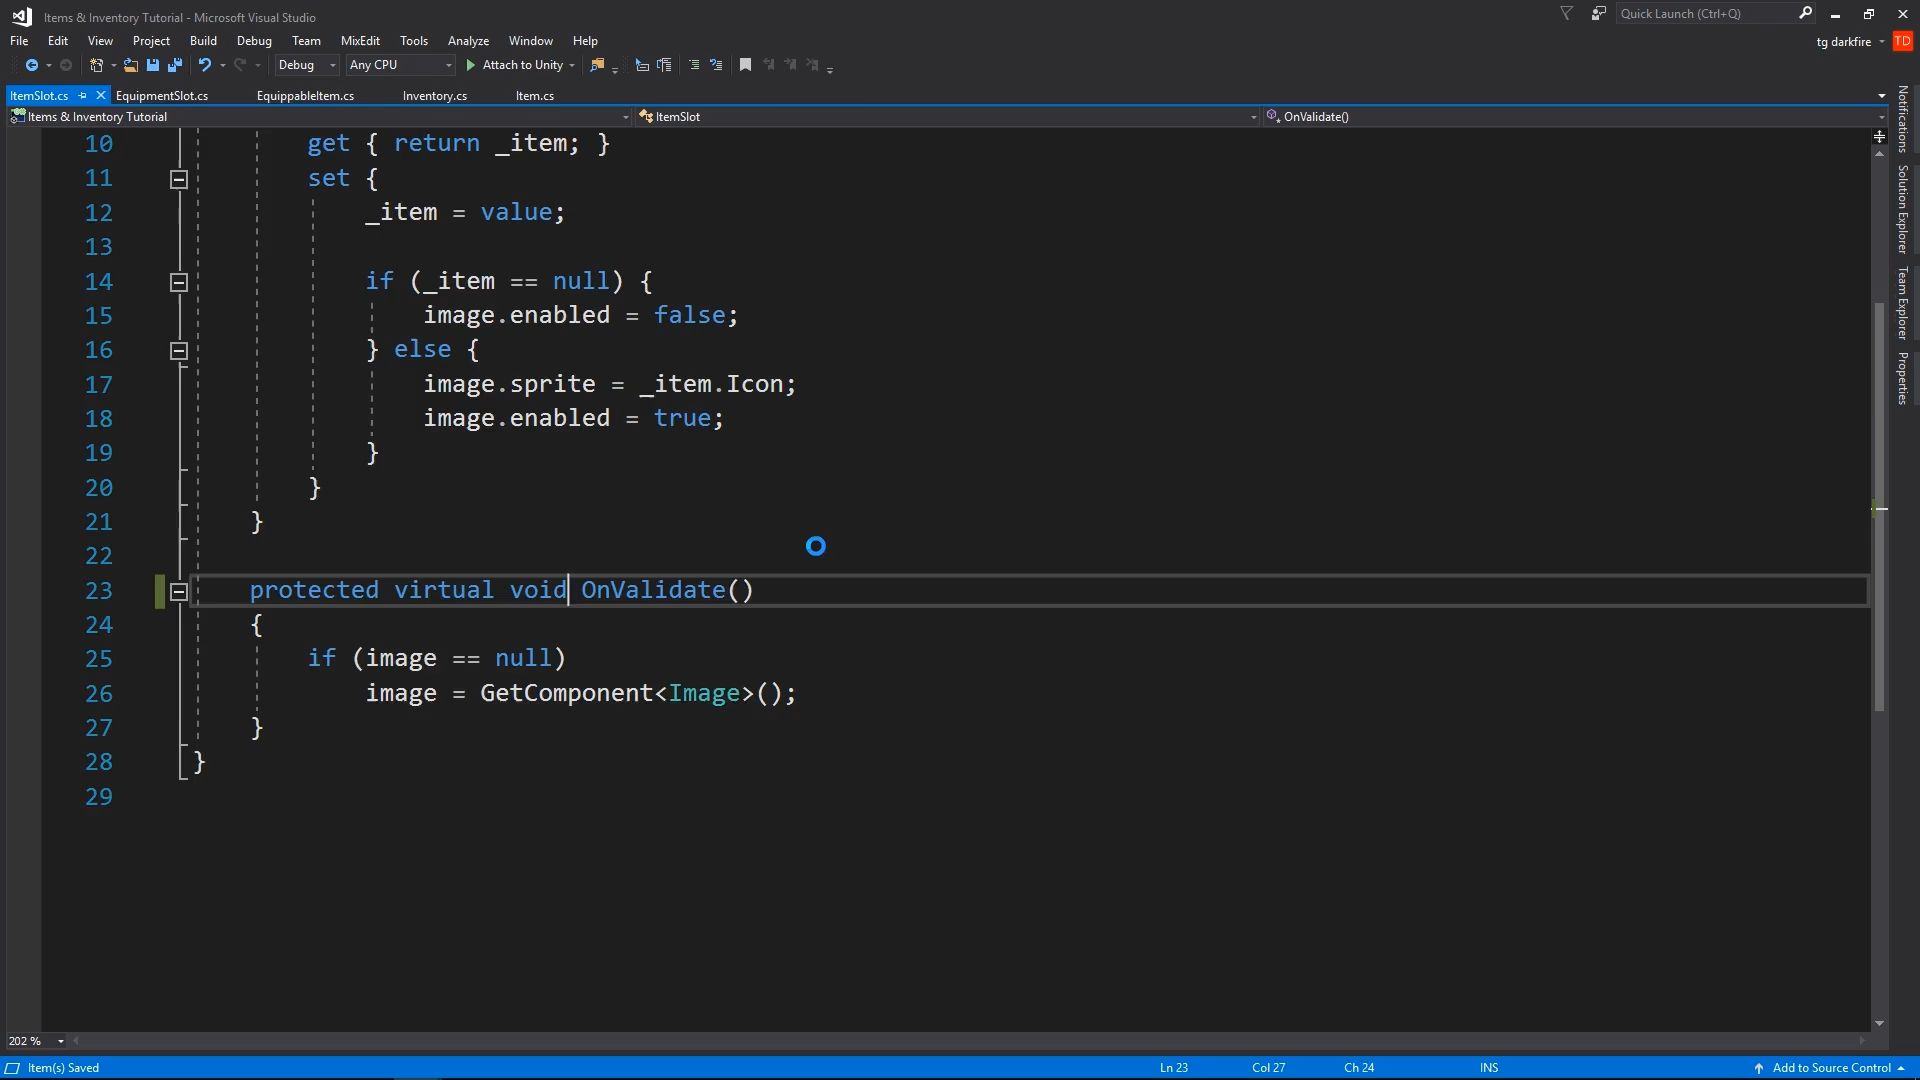 Items & Inventory Tutorial - Microsoft Visual Studio
Quick Launch (Ctrl+Q)
File Edit View Project Build Debug Team MixEdit Tools Analyze Window Help
tg darkfire TD
Debug Any CPU Attach to Unity
ItemSlot.cs EquipmentSlot.cs EquippableItem.cs Inventory.cs Item.cs
Items & Inventory Tutorial ItemSlot OnValidate()
10 get { return _item; }
11 set {
12 _item = value;
13
14 if (_item == null) {
15 image.enabled = false;
16 } else {
17 image.sprite = _item.Icon;
18 image.enabled = true;
19 }
20 }
21 }
22
23 protected virtual void OnValidate()
24 {
25 if (image == null)
26 image = GetComponent<Image>();
27 }
28 }
29
Notifications
Solution Explorer
Team Explorer
Properties
202 %
Item(s) Saved Ln 23 Col 27 Ch 24 INS Add to Source Control